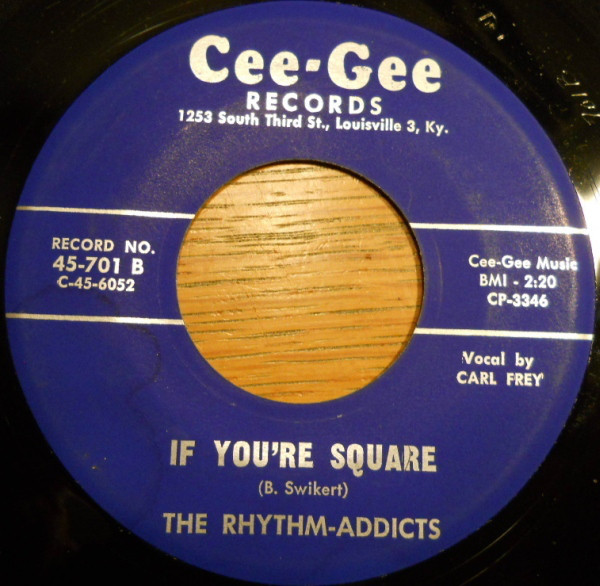 Cee-Gee
RECORDS
1253 South Third St., Louisville 3, Ky.
RECORD NO.
45-701 B
C-45-6052
Cee-Gee Music
BMI - 2:20
CP-3346
Vocal by
CARL FREY
IF YOU'RE SQUARE
(B. Swikert)
THE RHYTHM-ADDICTS